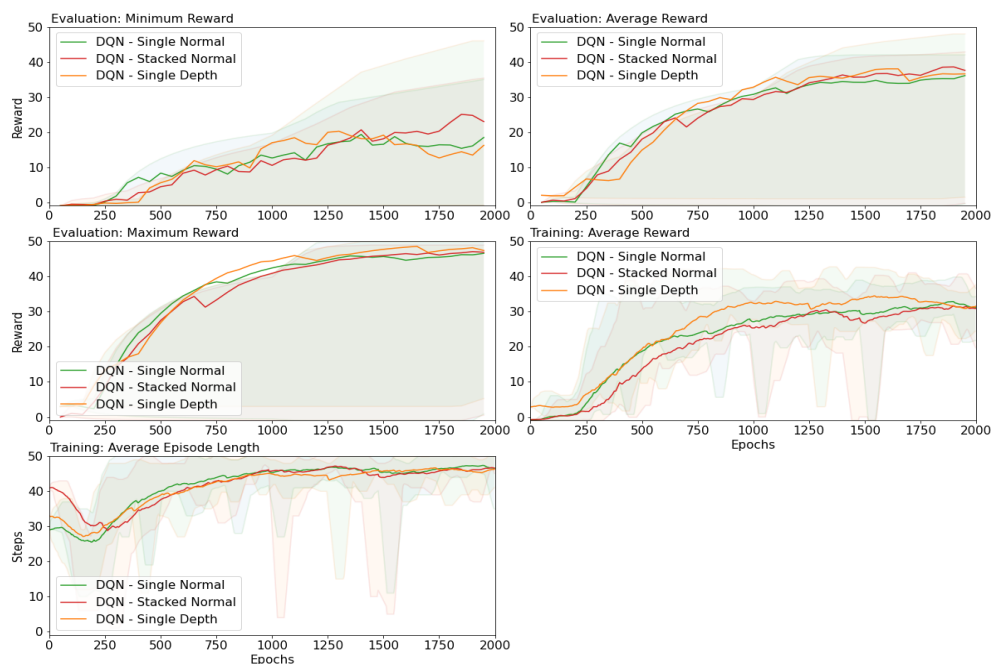 Evaluation: Minimum Reward
50
40
30
20
10
0
Reward
DQN - Single Normal
DQN - Stacked Normal
DQN - Single Depth
0 250 500 750 1000 1250 1500 1750 2000
Evaluation: Average Reward
50
40
30
20
10
0
DQN - Single Normal
DQN - Stacked Normal
DQN - Single Depth
0 250 500 750 1000 1250 1500 1750 2000
Evaluation: Maximum Reward
50
40
30
20
10
0
Reward
DQN - Single Normal
DQN - Stacked Normal
DQN - Single Depth
0 250 500 750 1000 1250 1500 1750 2000
Training: Average Reward
50
40
30
20
10
0
DQN - Single Normal
DQN - Stacked Normal
DQN - Single Depth
0 250 500 750 1000 1250 1500 1750 2000
Epochs
Training: Average Episode Length
50
40
30
20
10
0
Steps
DQN - Single Normal
DQN - Stacked Normal
DQN - Single Depth
0 250 500 750 1000 1250 1500 1750 2000
Epochs